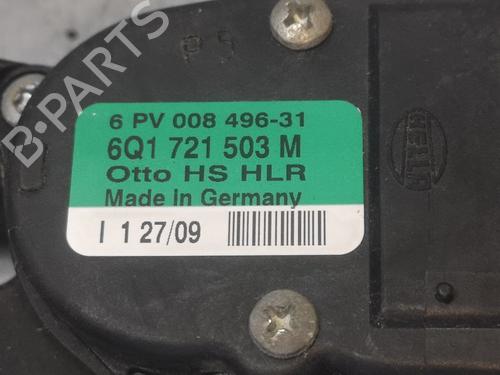 P5
6 PV 008 496-31
6Q1 721 503 M
Otto HS HLR
Made in Germany
I 1 27/09
HELLA
B-PARTS